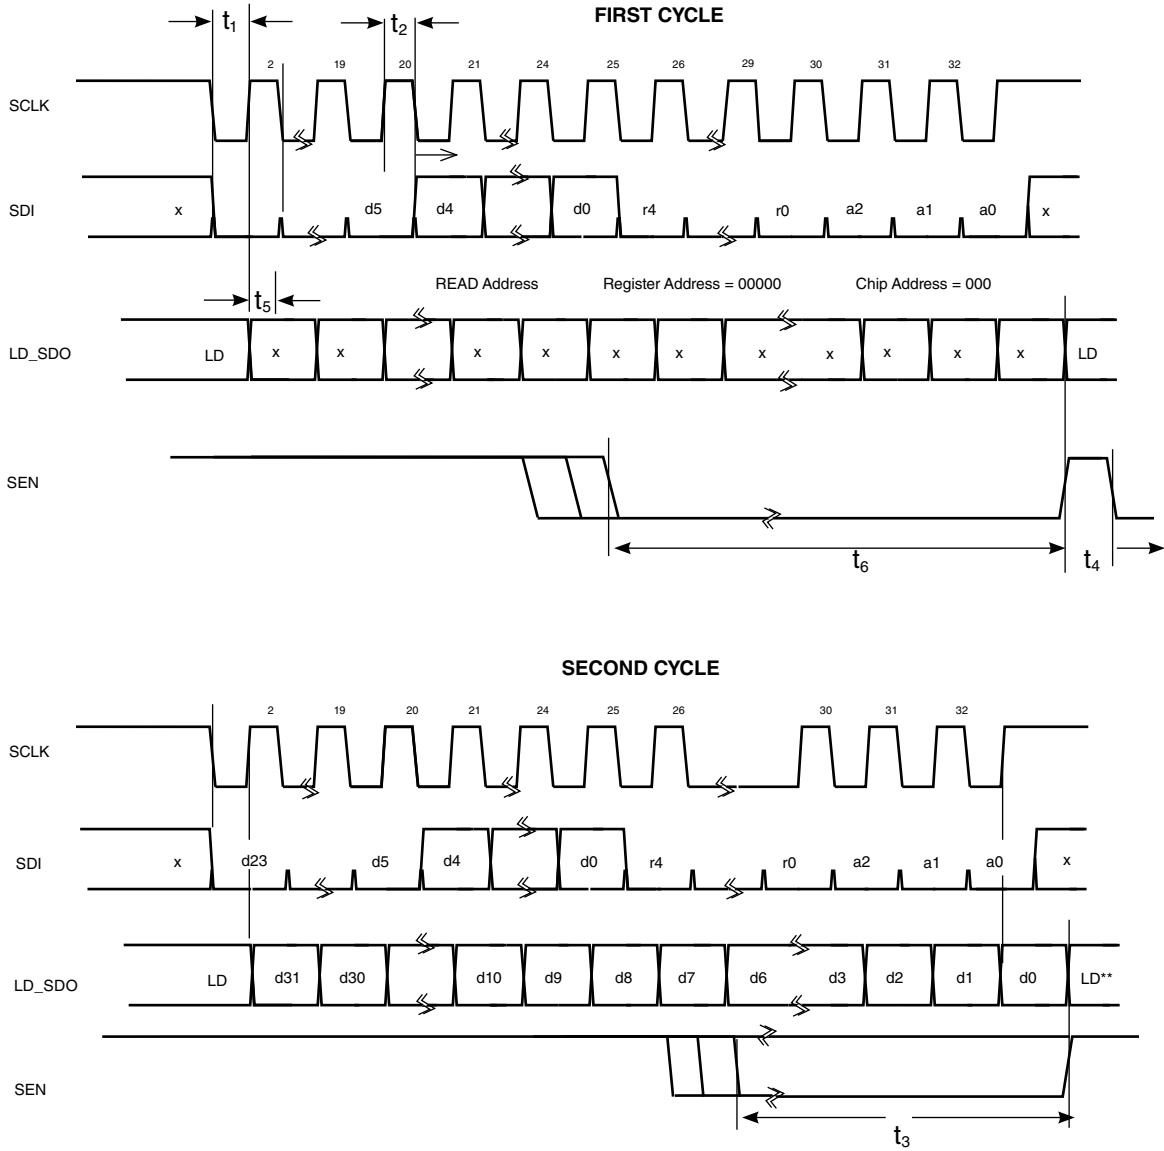 FIRST CYCLE
t1 t2
2 19 20 21 24 25 26 29 30 31 32
SCLK
SDI x d5 d4 d0 r4 r0 a2 a1 a0 x
READ Address Register Address = 00000 Chip Address = 000
t5
LD_SDO LD x x x x x x x x x x x LD
SEN
t6 t4
SECOND CYCLE
2 19 20 21 24 25 26 30 31 32
SCLK
SDI x d23 d5 d4 d0 r4 r0 a2 a1 a0 x
LD_SDO LD d31 d30 d10 d9 d8 d7 d6 d3 d2 d1 d0 LD**
SEN
t3